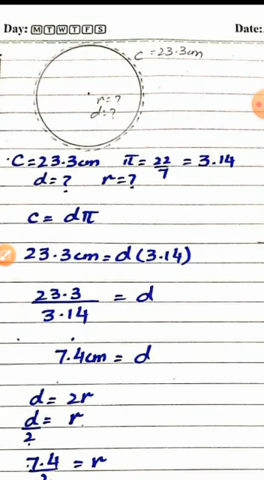 Day: M T W T F S Date:
C = 23.3cm
r = ?
d = ?
C = 23.3cm π = 22/7 = 3.14
d = ? r = ?
c = dπ
23.3cm = d (3.14)
23.3/3.14 = d
7.4cm = d
d = 2r
d/2 = r
7.4/2 = r